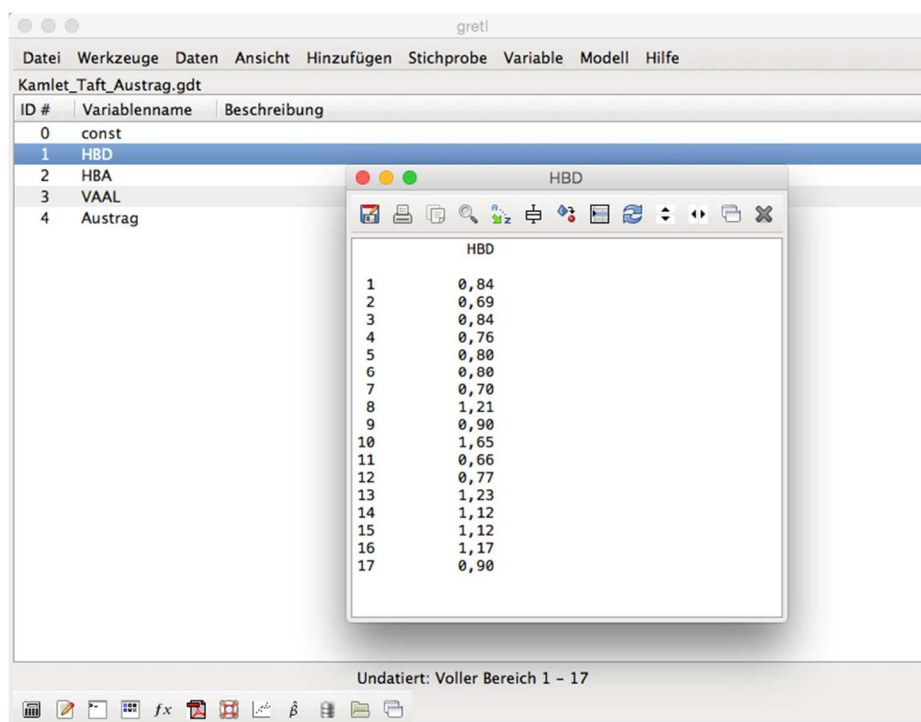 gretl
Datei Werkzeuge Daten Ansicht Hinzufügen Stichprobe Variable Modell Hilfe
Kamlet_Taft_Austrag.gdt
ID # Variablenname Beschreibung
0 const
1 HBD
2 HBA
3 VAAL
4 Austrag
HBD
HBD
1 0,84
2 0,69
3 0,84
4 0,76
5 0,80
6 0,80
7 0,70
8 1,21
9 0,90
10 1,65
11 0,66
12 0,77
13 1,23
14 1,12
15 1,12
16 1,17
17 0,90
Undatiert: Voller Bereich 1 – 17
fx β̂